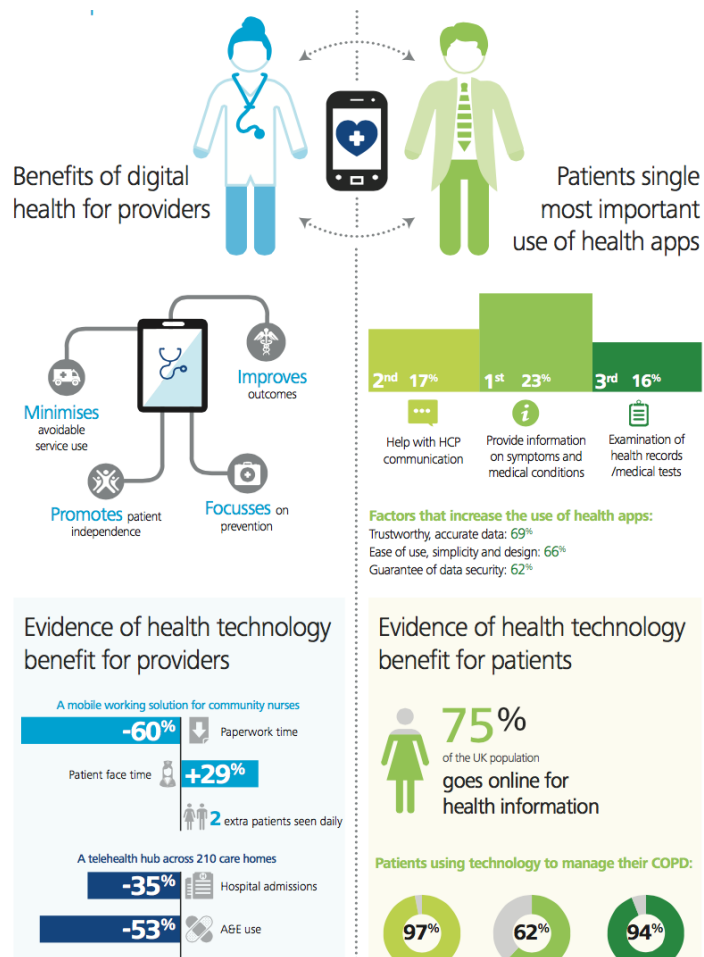 Benefits of digital
health for providers
Patients single
most important
use of health apps
Improves
outcomes
Minimises
avoidable
service use
Promotes patient
independence
Focusses on
prevention
2nd 17%
1st 23%
3rd 16%
Help with HCP
communication
Provide information
on symptoms and
medical conditions
Examination of
health records
/medical tests
Factors that increase the use of health apps:
Trustworthy, accurate data: 69%
Ease of use, simplicity and design: 66%
Guarantee of data security: 62%
Evidence of health technology
benefit for providers
A mobile working solution for community nurses
-60%
Paperwork time
Patient face time
+29%
2 extra patients seen daily
A telehealth hub across 210 care homes
-35%
Hospital admissions
-53%
A&E use
Evidence of health technology
benefit for patients
75%
of the UK population
goes online for
health information
Patients using technology to manage their COPD:
97%
62%
94%